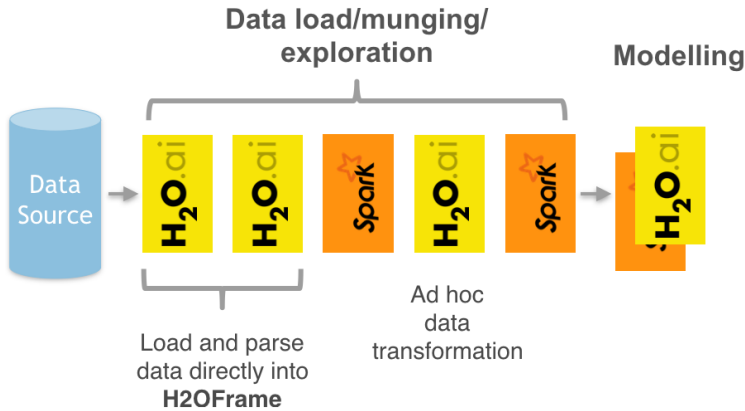 Data load/munging/
exploration
Modelling
Data
Source
H2O.ai
H2O.ai
Spark
H2O.ai
Spark
H2O.ai
Load and parse
data directly into
H2OFrame
Ad hoc
data
transformation